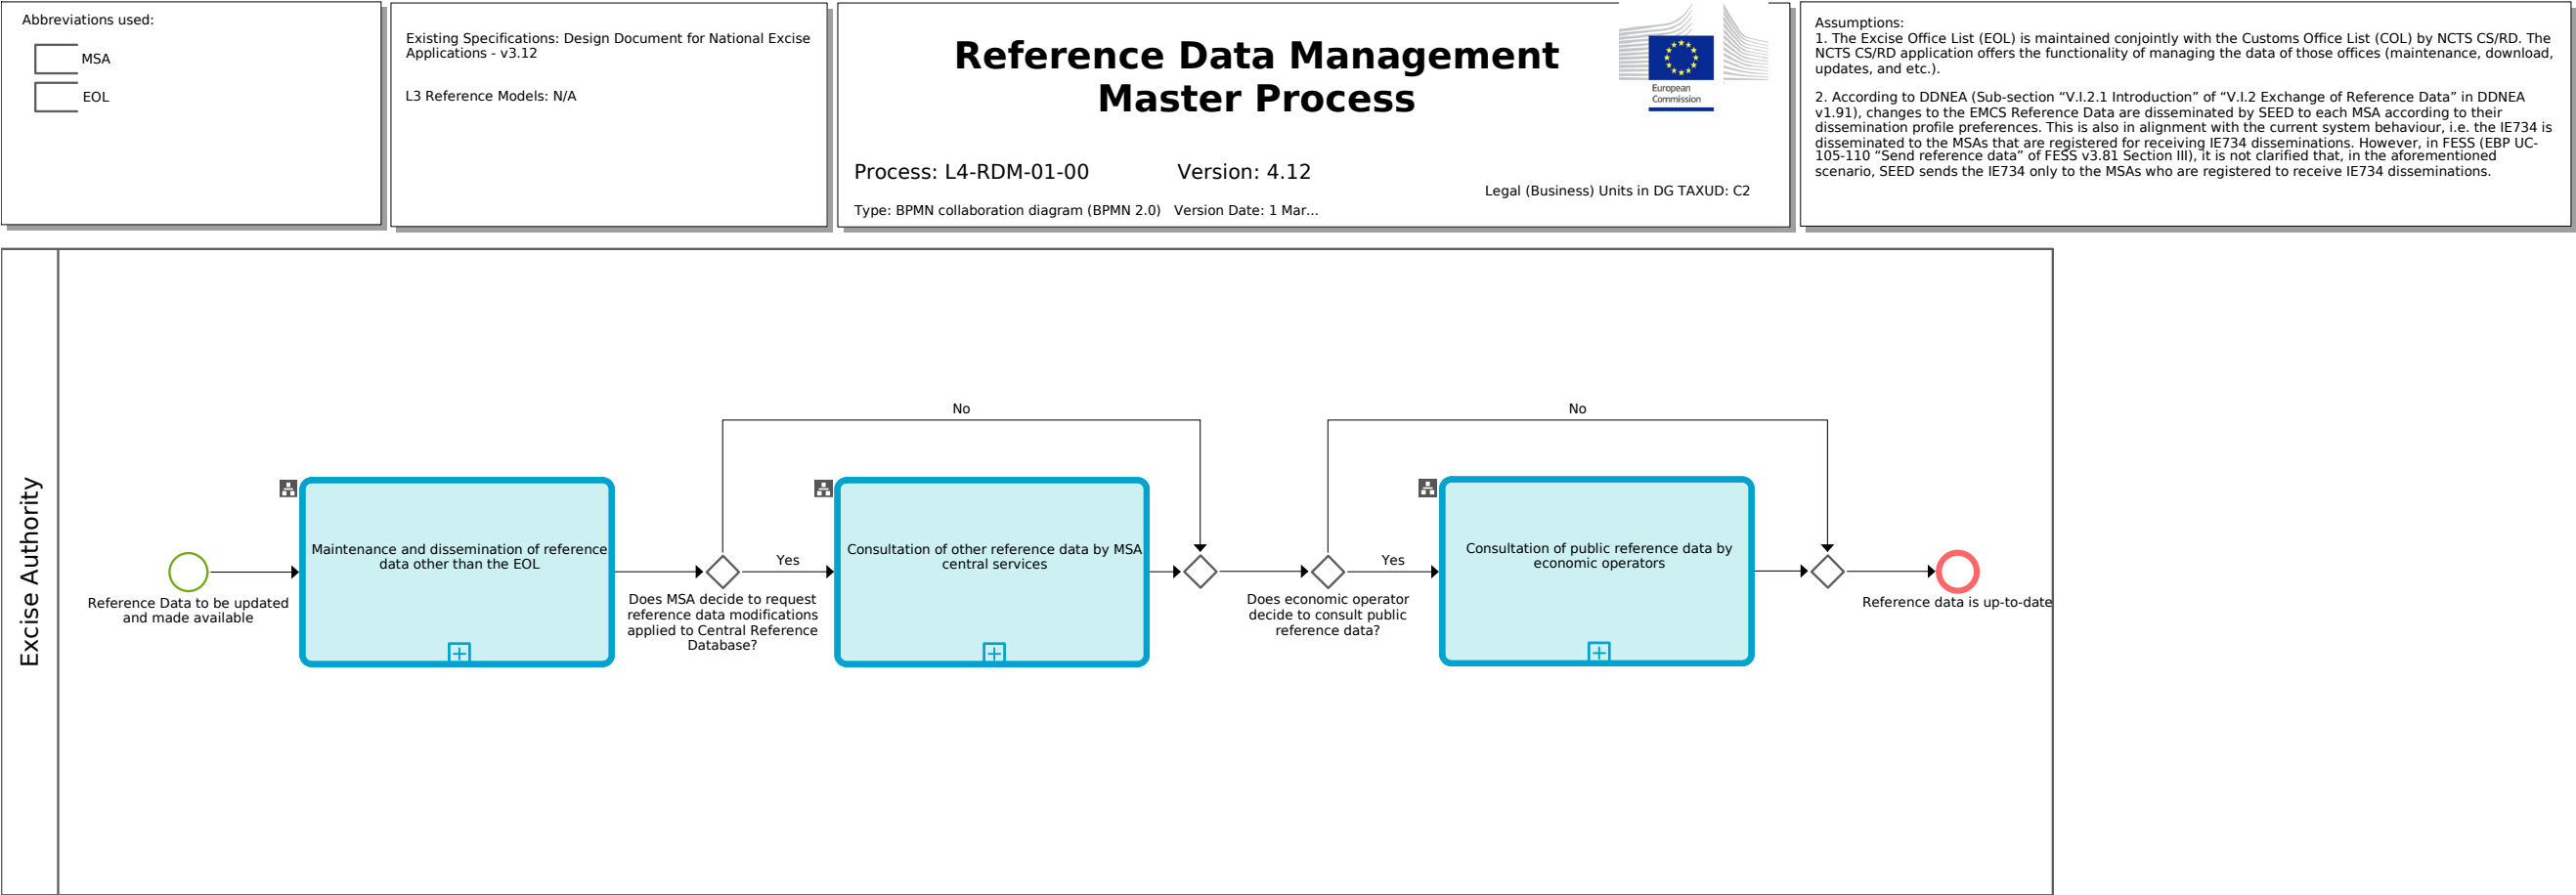 Abbreviations used:
MSA
EOL
Existing Specifications: Design Document for National Excise
Applications - v3.12
L3 Reference Models: N/A
Reference Data Management
Master Process
European
Commission
Process: L4-RDM-01-00
Version: 4.12
Legal (Business) Units in DG TAXUD: C2
Type: BPMN collaboration diagram (BPMN 2.0)
Version Date: 1 Mar...
Assumptions:
1. The Excise Office List (EOL) is maintained conjointly with the Customs Office List (COL) by NCTS CS/RD. The
NCTS CS/RD application offers the functionality of managing the data of those offices (maintenance, download,
updates, and etc.).
2. According to DDNEA (Sub-section “V.I.2.1 Introduction” of “V.I.2 Exchange of Reference Data” in DDNEA
v1.91), changes to the EMCS Reference Data are disseminated by SEED to each MSA according to their
dissemination profile preferences. This is also in alignment with the current system behaviour, i.e. the IE734 is
disseminated to the MSAs that are registered for receiving IE734 disseminations. However, in FESS (EBP UC-
105-110 “Send reference data” of FESS v3.81 Section III), it is not clarified that, in the aforementioned
scenario, SEED sends the IE734 only to the MSAs who are registered to receive IE734 disseminations.
Excise Authority
Reference Data to be updated
and made available
Maintenance and dissemination of reference
data other than the EOL
Does MSA decide to request
reference data modifications
applied to Central Reference
Database?
No
Yes
Consultation of other reference data by MSA
central services
Does economic operator
decide to consult public
reference data?
No
Yes
Consultation of public reference data by
economic operators
Reference data is up-to-date